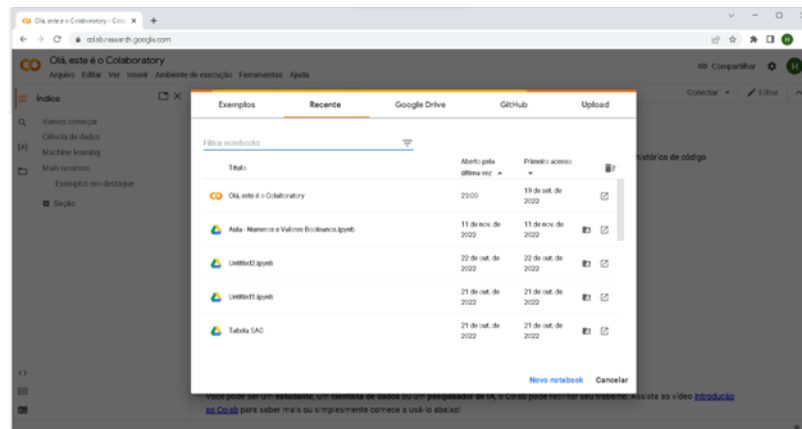 Olá, este é o Colaboratory - Cola
colab.research.google.com
Olá, este é o Colaboratory
Arquivo Editar Ver Inserir Ambiente de execução Ferramentas Ajuda
Compartilhar
H
Índice
Conectar Editar
Vamos começar
Ciência de dados
Machine learning
Mais recursos
Exemplos em destaque
Seção
Exemplos Recente Google Drive GitHub Upload
Filtrar notebooks
Título Aberto pela última vez Primeiro acesso
Olá, este é o Colaboratory 23:00 19 de set. de 2022
Aula - Numeros e Valores Booleanos.ipynb 11 de nov. de 2022 11 de nov. de 2022
Untitled2.ipynb 22 de out. de 2022 22 de out. de 2022
Untitled1.ipynb 21 de out. de 2022 21 de out. de 2022
Tabela SAC 21 de out. de 2022 21 de out. de 2022
Novo notebook Cancelar
histórico de código
Você pode ser um estudante, um cientista de dados ou um pesquisador de IA, o Colab pode facilitar seu trabalho. Assista ao vídeo Introdução
ao Colab para saber mais ou simplesmente comece a usá-lo abaixo!